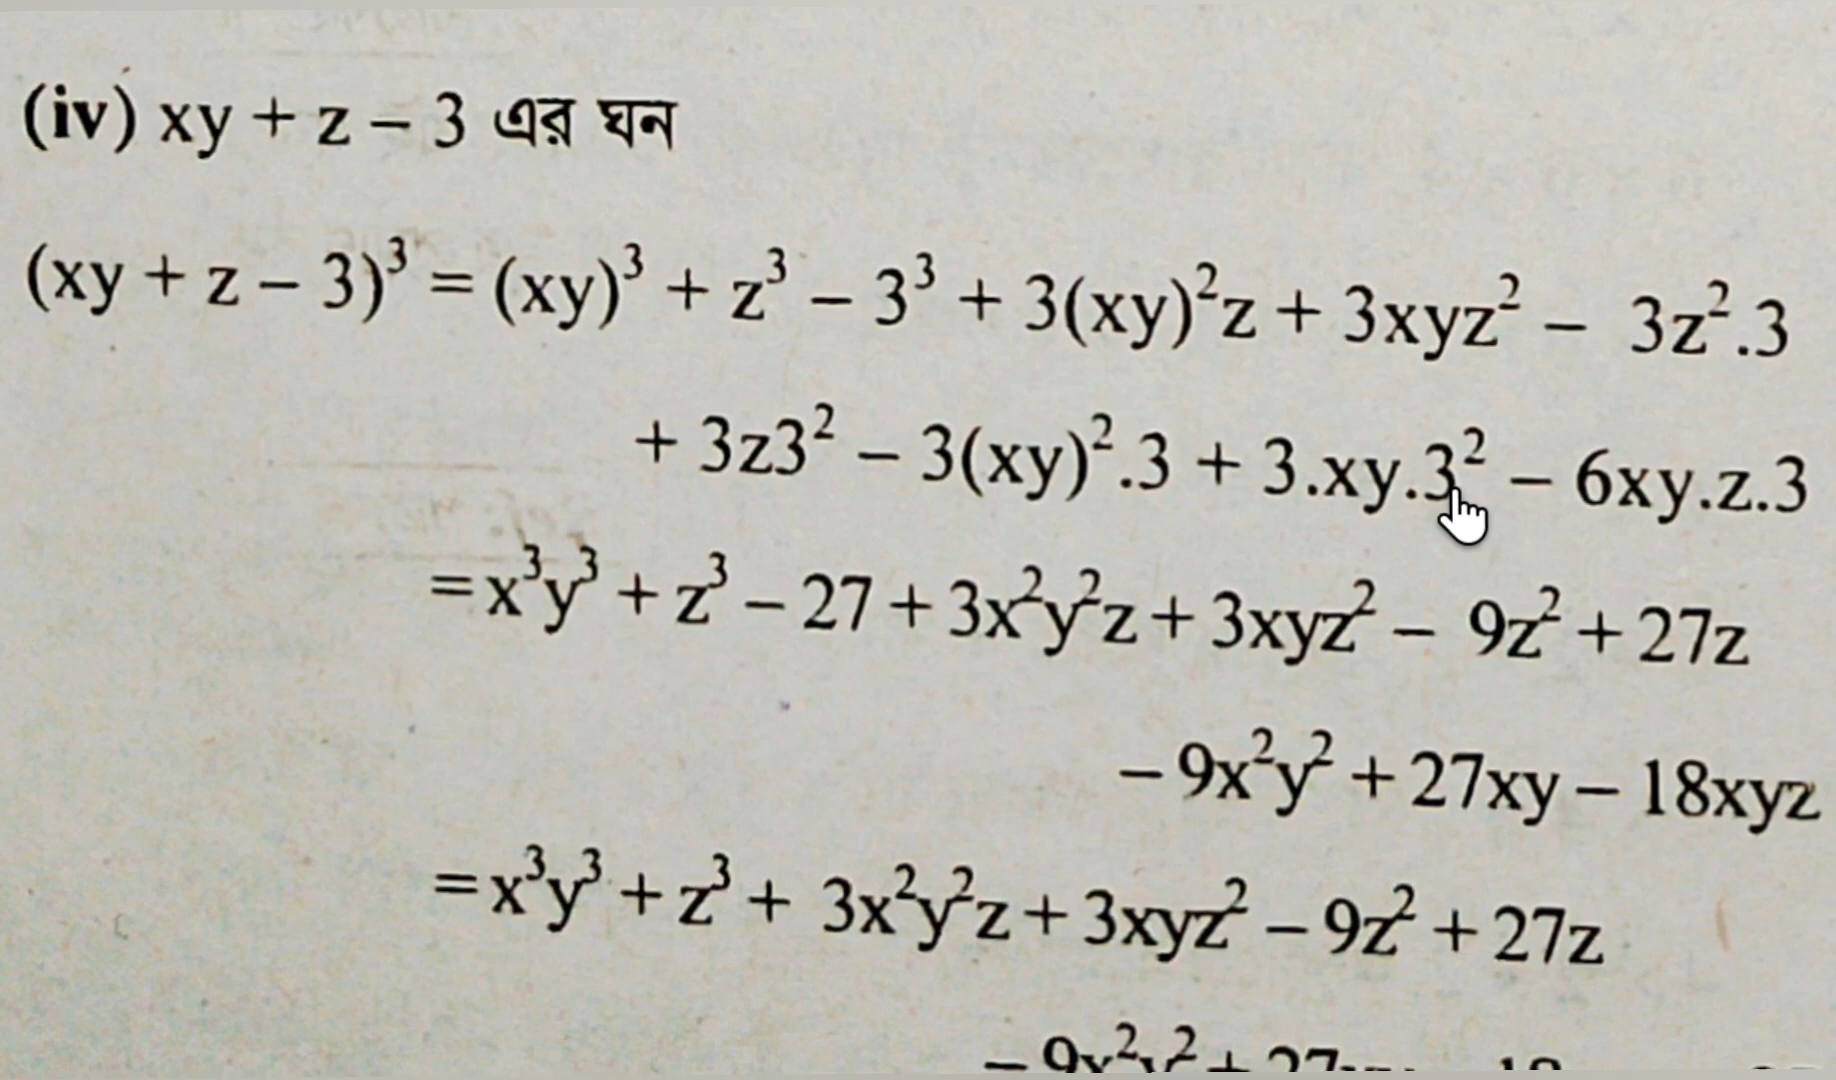 (iv) xy + z – 3 এর ঘন
(xy + z – 3)³ = (xy)³ + z³ – 3³ + 3(xy)²z + 3xyz² – 3z².3
+ 3z3² – 3(xy)².3 + 3.xy.3² – 6xy.z.3
= x³y³ + z³ – 27 + 3x²y²z + 3xyz² – 9z² + 27z
– 9x²y² + 27xy – 18xyz
= x³y³ + z³ + 3x²y²z + 3xyz² – 9z² + 27z
– 9x²y² + 27